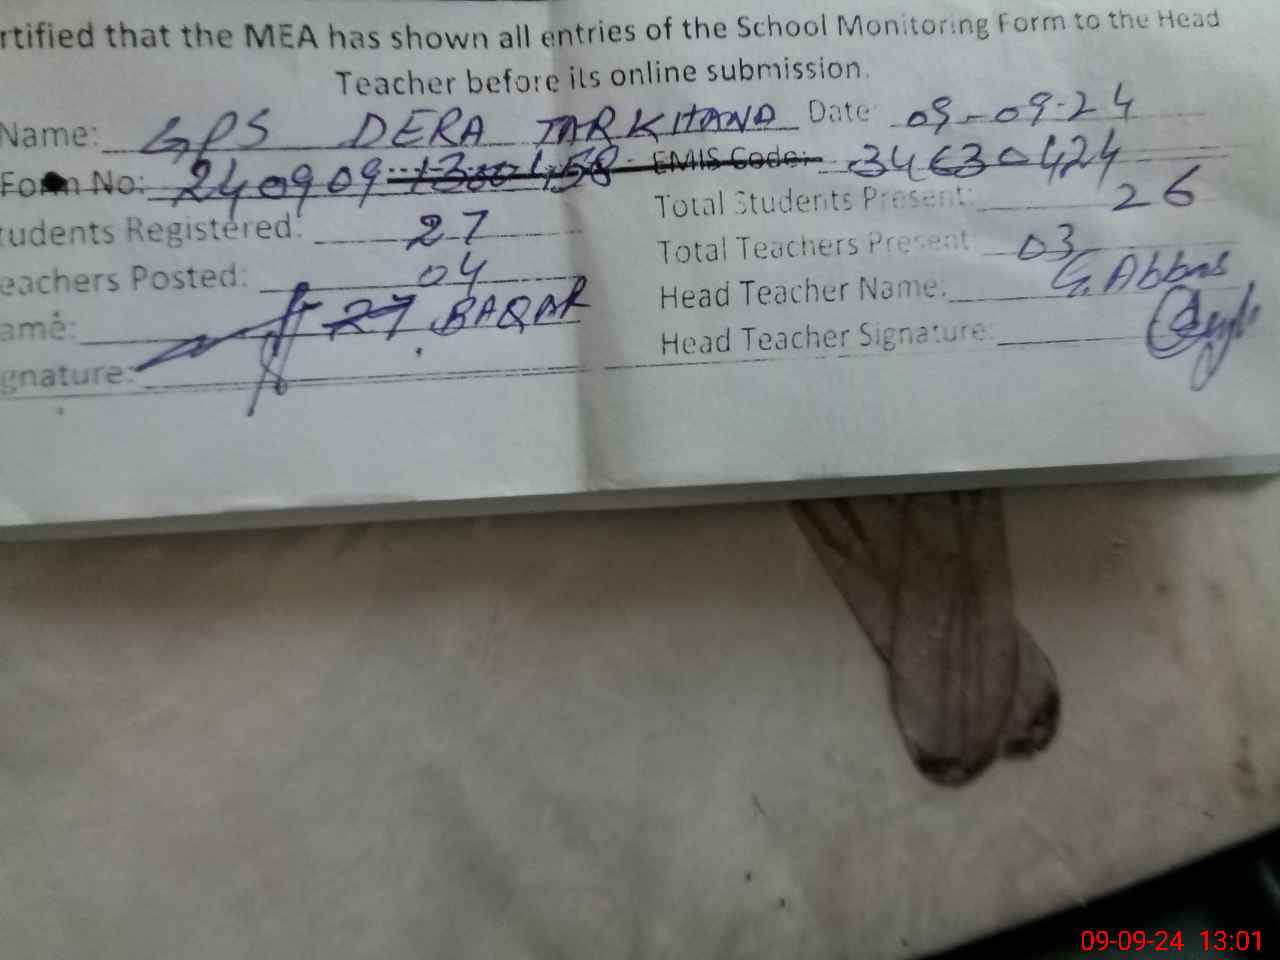 rtified that the MEA has shown all entries of the School Monitoring Form to the Head
Teacher before its online submission.
Name: GPS DERA TARKHANA Date: 09-09-24
Form No: 240909 1300458 EMIS Code: 34630424
tudents Registered: 27 Total Students Present: 26
eachers Posted: 04 Total Teachers Present: 03
ame: BAQAR Head Teacher Name: G. Abbas
gnature: Head Teacher Signature:
09-09-24 13:01